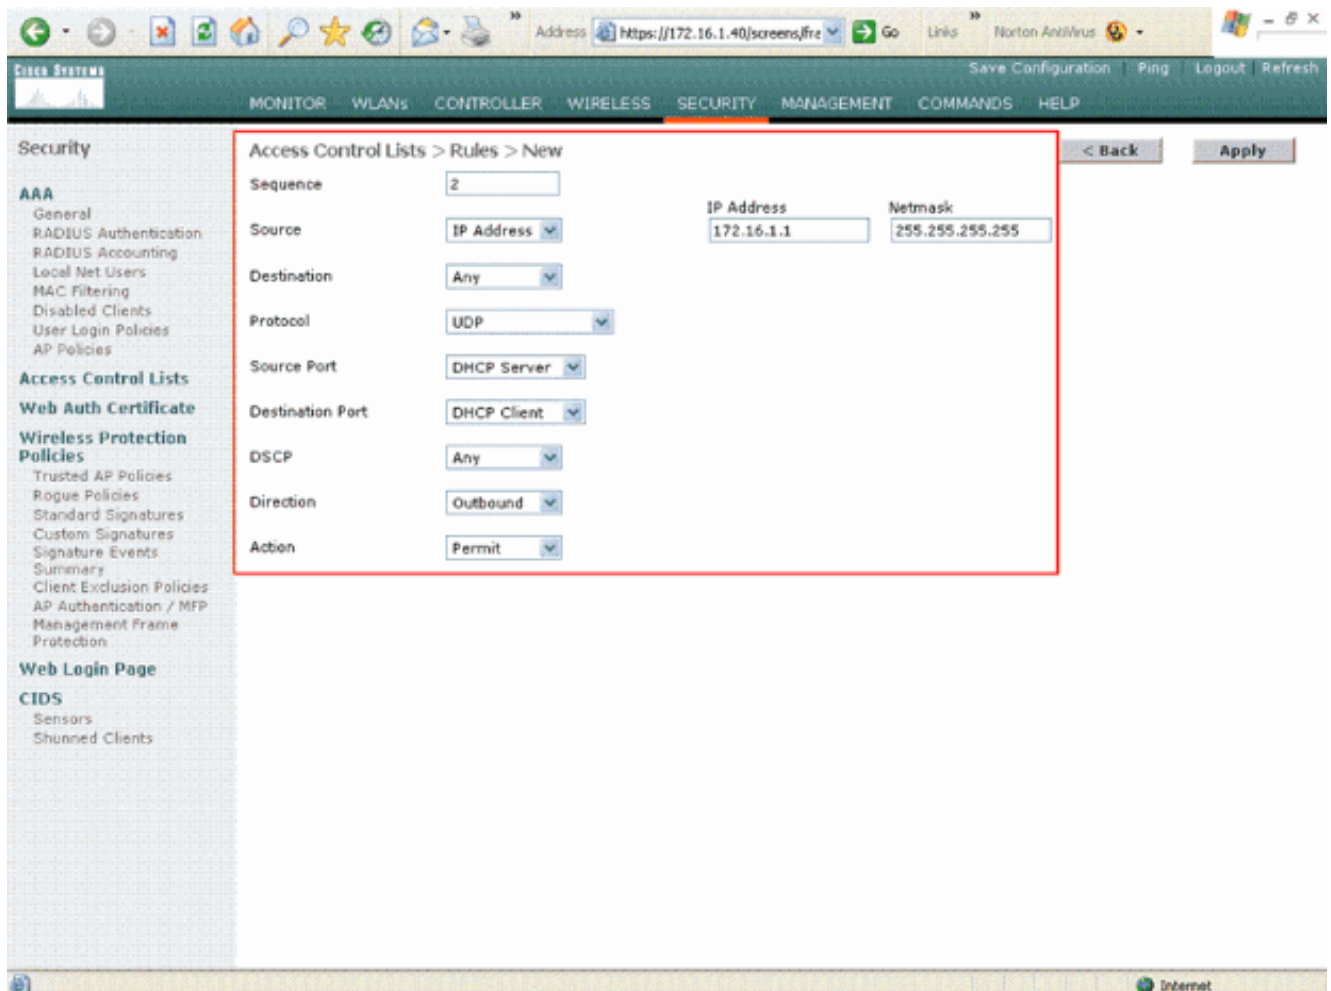 » Address https://172.16.1.40/screens/fra Go Links » Norton AntiVirus
CISCO SYSTEMS
Save Configuration | Ping | Logout | Refresh
MONITOR WLANs CONTROLLER WIRELESS SECURITY MANAGEMENT COMMANDS HELP
Security
AAA
General
RADIUS Authentication
RADIUS Accounting
Local Net Users
MAC Filtering
Disabled Clients
User Login Policies
AP Policies
Access Control Lists
Web Auth Certificate
Wireless Protection
Policies
Trusted AP Policies
Rogue Policies
Standard Signatures
Custom Signatures
Signature Events
Summary
Client Exclusion Policies
AP Authentication / MFP
Management Frame
Protection
Web Login Page
CIDS
Sensors
Shunned Clients
Access Control Lists > Rules > New
< Back Apply
Sequence 2
IP Address Netmask
Source IP Address 172.16.1.1 255.255.255.255
Destination Any
Protocol UDP
Source Port DHCP Server
Destination Port DHCP Client
DSCP Any
Direction Outbound
Action Permit
Internet